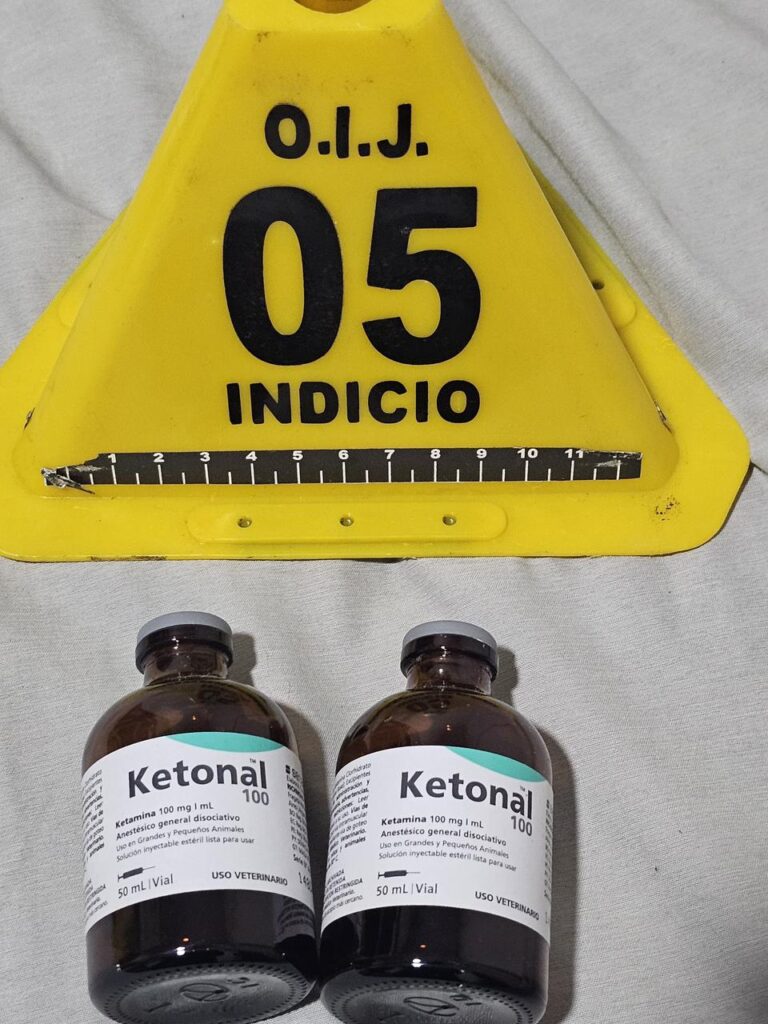 O.I.J.
05
INDICIO
1 2 3 4 5 6 7 8 9 10 11
Ketonal™
100
Ketamina 100 mg / mL
Anestésico general disociativo
Uso en Grandes y Pequeños Animales
Solución inyectable estéril lista para usar
50 mL | Vial
USO VETERINARIO
Ketonal™
100
Ketamina 100 mg / mL
Anestésico general disociativo
Uso en Grandes y Pequeños Animales
Solución inyectable estéril lista para usar
50 mL | Vial
USO VETERINARIO